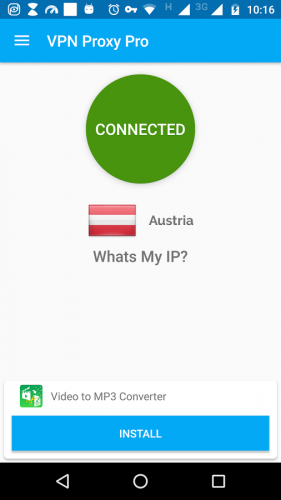 H 3G 10:16
VPN Proxy Pro
CONNECTED
Austria
Whats My IP?
Video to MP3 Converter
INSTALL